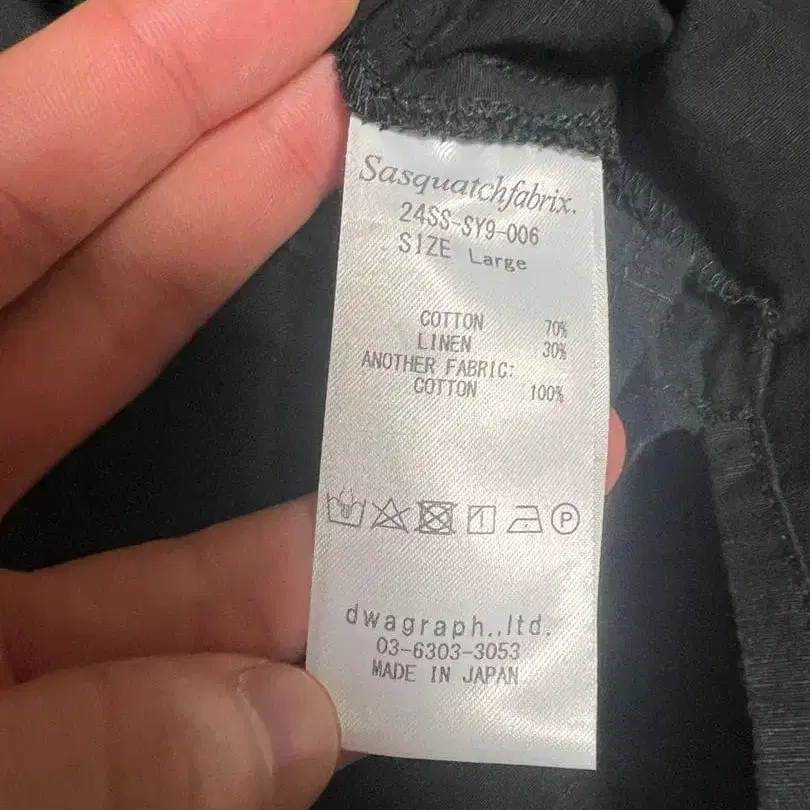 Sasquatchfabrix.
24SS-SY9-006
SIZE Large
COTTON 70%
LINEN 30%
ANOTHER FABRIC:
COTTON 100%
P
dwagraph.,ltd.
03-6303-3053
MADE IN JAPAN